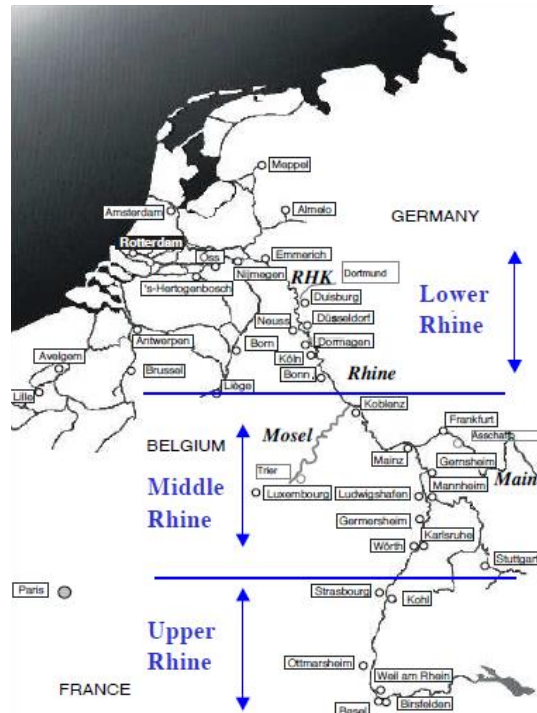 Meppel
Amsterdam
Almelo
GERMANY
Rotterdam
Oss
Emmerich
Nijmegen
RHK
Dortmund
's-Hertogenbosch
Duisburg
Lower
Rhine
Neuss
Düsseldorf
Antwerpen
Born
Dormagen
Avelgem
Köln
Brussel
Bonn
Rhine
Lille
Liège
Koblenz
Frankfurt
Mosel
Aschaffb
BELGIUM
Mainz
Gernsheim
Main
Trier
Mannheim
Middle
Rhine
Luxembourg
Ludwigshafen
Germersheim
Karlsruhe
Wörth
Stuttgart
Paris
Strasbourg
Kohl
Upper
Rhine
Ottmarsheim
Weil am Rhein
FRANCE
Basel
Birsfelden